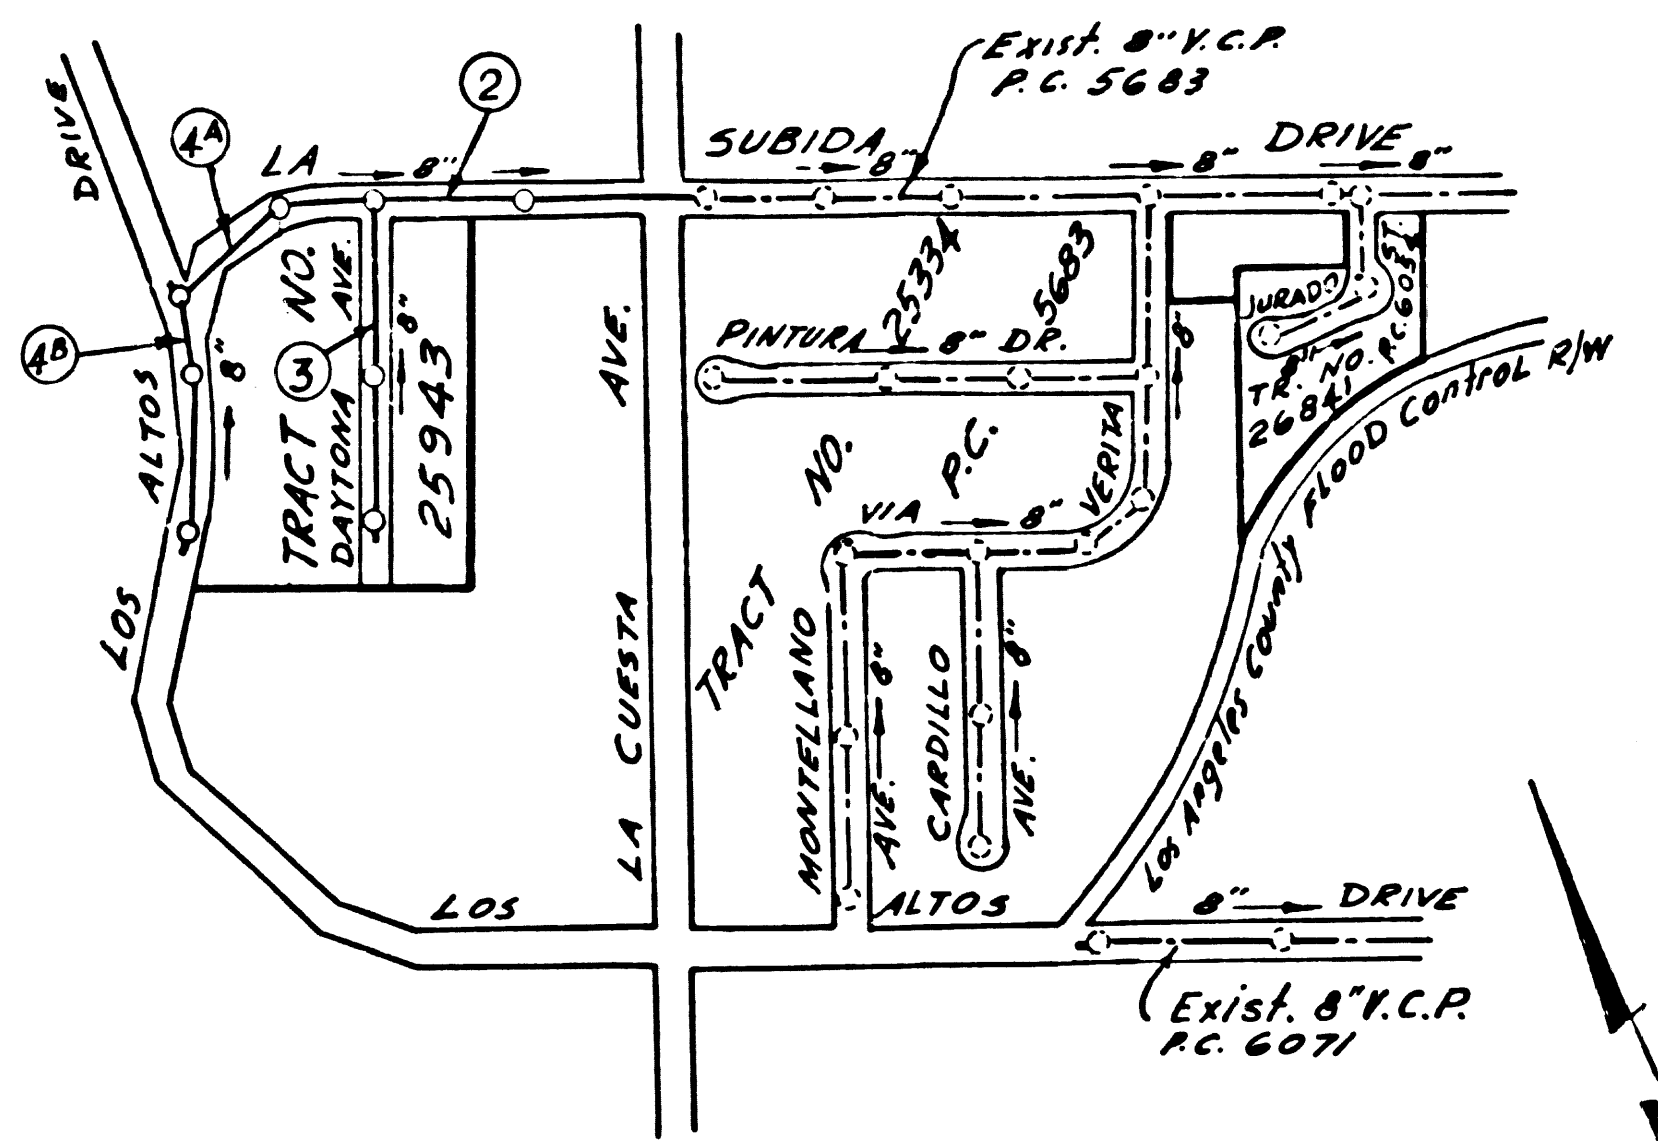 Exist. 8" V.C.P.
P.C. 5683
2
4A
DRIVE
LA
8"
SUBIDA
8"
DRIVE
8"
8"
TRACT NO. 25943
DAYTONA AVE.
8"
3
4B
8"
LOS ALTOS
LA CUESTA AVE.
TRACT NO. 25334
P.C. 5683
PINTURA 8" DR.
8"
JURADO ST.
8"
P.C. 6055
TR. NO.
26841
VIA VERITA
8"
MONTELLANO AVE.
8"
CARDILLO AVE.
8"
Los Angeles County FLOOD Control R/W
LOS ALTOS DRIVE
8"
Exist. 8" V.C.P.
P.C. 6071